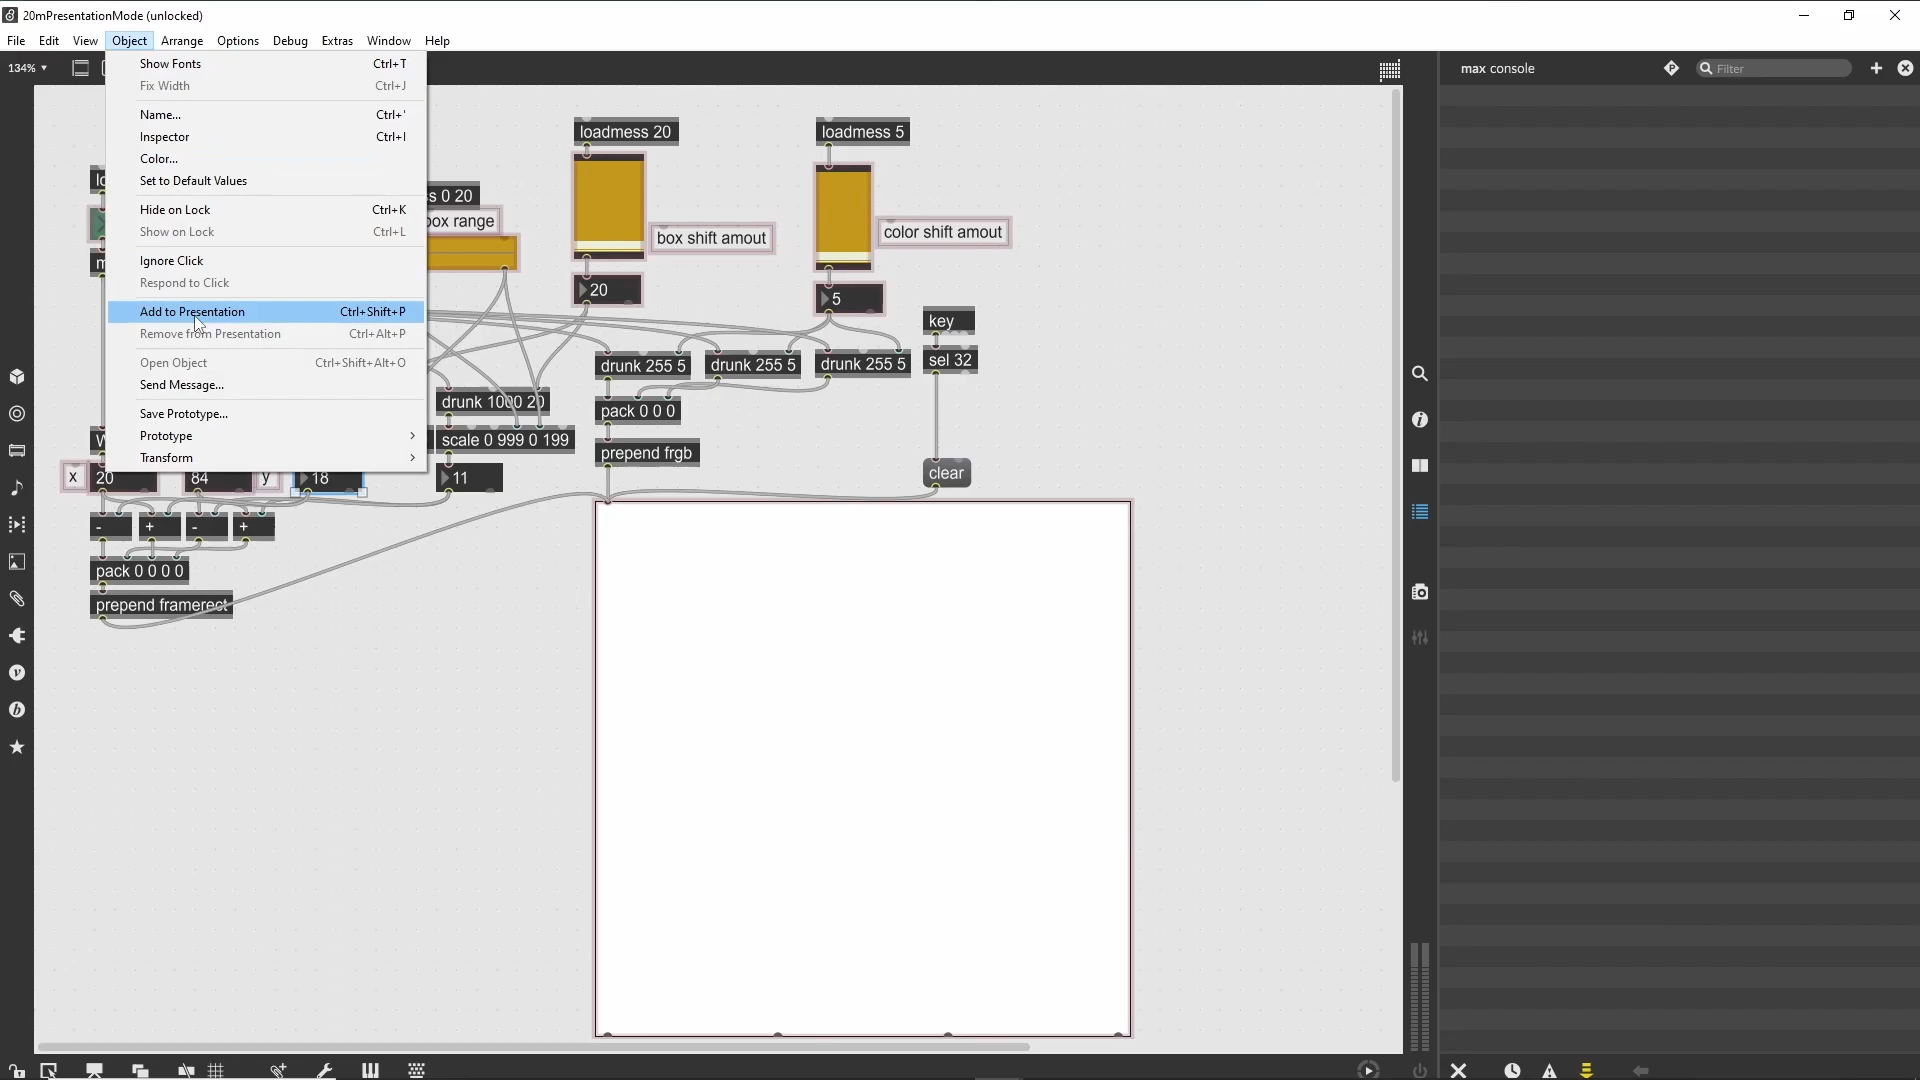 20mPresentationMode (unlocked)
File Edit View Object Arrange Options Debug Extras Window Help
134%
max console
Filter
Show Fonts Ctrl+T
Fix Width Ctrl+J
Name... Ctrl+'
Inspector Ctrl+I
Color...
Set to Default Values
Hide on Lock Ctrl+K
Show on Lock Ctrl+L
Ignore Click
Respond to Click
Add to Presentation Ctrl+Shift+P
Remove from Presentation Ctrl+Alt+P
Open Object Ctrl+Shift+Alt+O
Send Message...
Save Prototype...
Prototype
Transform
loadmess 20
loadmess 5
s 0 20
box range
box shift amout
color shift amout
20
5
key
sel 32
drunk 255 5
drunk 255 5
drunk 255 5
drunk 1000 20
pack 0 0 0
scale 0 999 0 199
prepend frgb
clear
x
20
84
y
18
11
-
+
-
+
pack 0 0 0 0
prepend framerect